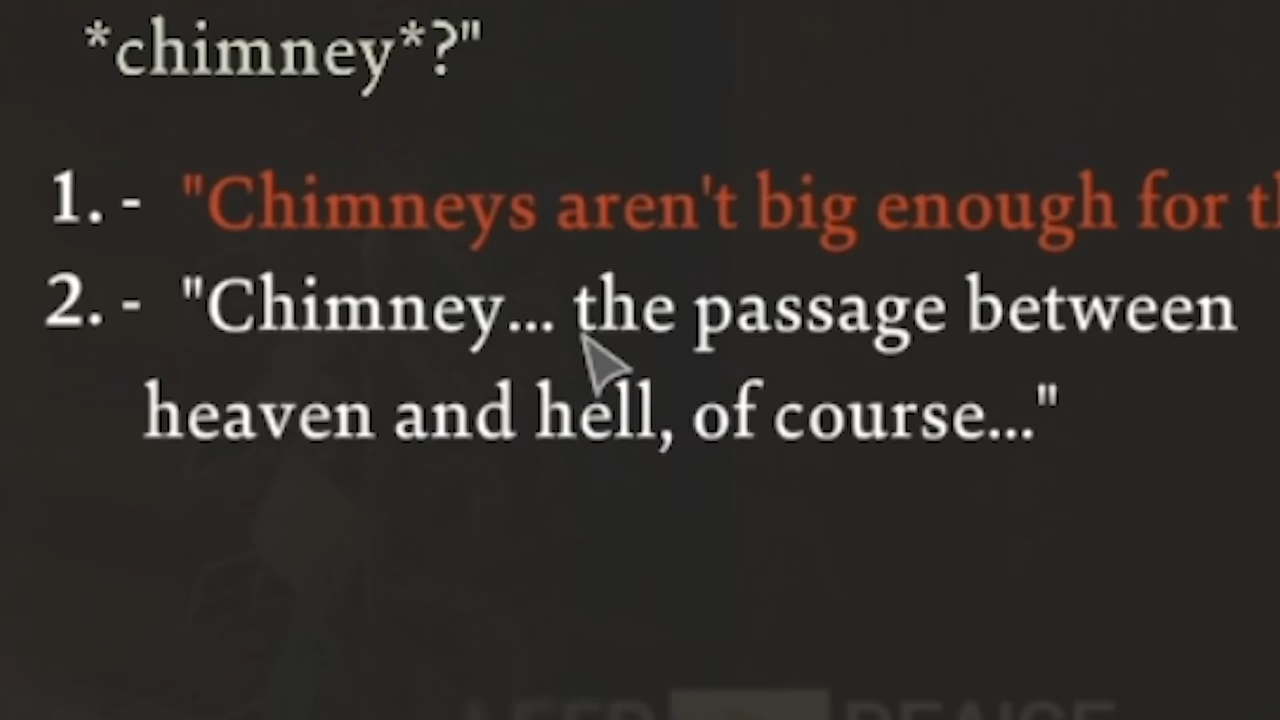 *chimney*?"
1. - "Chimneys aren't big enough for
2. - "Chimney... the passage between
heaven and hell, of course..."